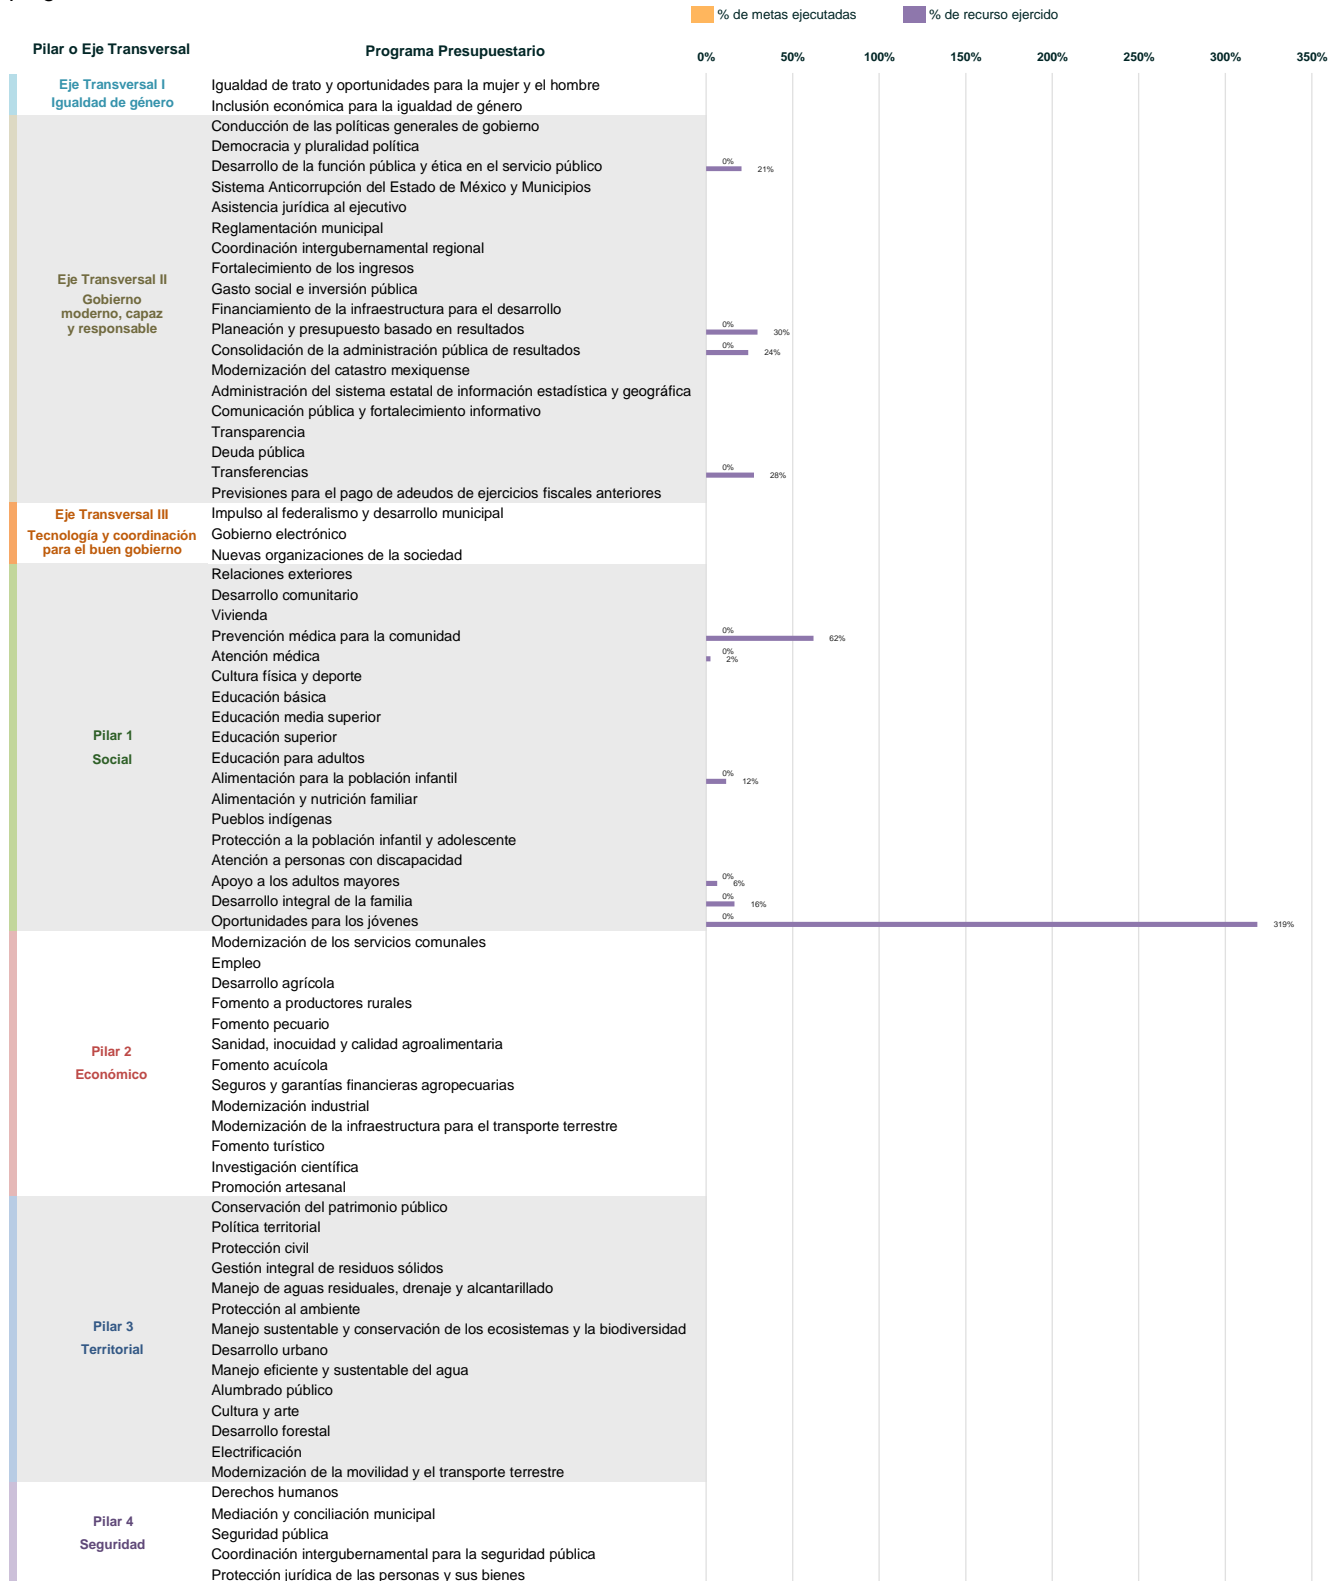 % de metas ejecutadas
% de recurso ejercido
Pilar o Eje Transversal
Programa Presupuestario
0%
50%
100%
150%
200%
250%
300%
350%
Eje Transversal I
Igualdad de género
Igualdad de trato y oportunidades para la mujer y el hombre
Inclusión económica para la igualdad de género
Eje Transversal II
Gobierno
moderno, capaz
y responsable
Conducción de las políticas generales de gobierno
Democracia y pluralidad política
Desarrollo de la función pública y ética en el servicio público
0%
21%
Sistema Anticorrupción del Estado de México y Municipios
Asistencia jurídica al ejecutivo
Reglamentación municipal
Coordinación intergubernamental regional
Fortalecimiento de los ingresos
Gasto social e inversión pública
Financiamiento de la infraestructura para el desarrollo
Planeación y presupuesto basado en resultados
0%
30%
Consolidación de la administración pública de resultados
0%
24%
Modernización del catastro mexiquense
Administración del sistema estatal de información estadística y geográfica
Comunicación pública y fortalecimiento informativo
Transparencia
Deuda pública
Transferencias
0%
28%
Previsiones para el pago de adeudos de ejercicios fiscales anteriores
Eje Transversal III
Tecnología y coordinación
para el buen gobierno
Impulso al federalismo y desarrollo municipal
Gobierno electrónico
Nuevas organizaciones de la sociedad
Pilar 1
Social
Relaciones exteriores
Desarrollo comunitario
Vivienda
Prevención médica para la comunidad
0%
62%
Atención médica
0%
2%
Cultura física y deporte
Educación básica
Educación media superior
Educación superior
Educación para adultos
Alimentación para la población infantil
0%
12%
Alimentación y nutrición familiar
Pueblos indígenas
Protección a la población infantil y adolescente
Atención a personas con discapacidad
Apoyo a los adultos mayores
0%
6%
Desarrollo integral de la familia
0%
16%
Oportunidades para los jóvenes
0%
319%
Pilar 2
Económico
Modernización de los servicios comunales
Empleo
Desarrollo agrícola
Fomento a productores rurales
Fomento pecuario
Sanidad, inocuidad y calidad agroalimentaria
Fomento acuícola
Seguros y garantías financieras agropecuarias
Modernización industrial
Modernización de la infraestructura para el transporte terrestre
Fomento turístico
Investigación científica
Promoción artesanal
Pilar 3
Territorial
Conservación del patrimonio público
Política territorial
Protección civil
Gestión integral de residuos sólidos
Manejo de aguas residuales, drenaje y alcantarillado
Protección al ambiente
Manejo sustentable y conservación de los ecosistemas y la biodiversidad
Desarrollo urbano
Manejo eficiente y sustentable del agua
Alumbrado público
Cultura y arte
Desarrollo forestal
Electrificación
Modernización de la movilidad y el transporte terrestre
Pilar 4
Seguridad
Derechos humanos
Mediación y conciliación municipal
Seguridad pública
Coordinación intergubernamental para la seguridad pública
Protección jurídica de las personas y sus bienes